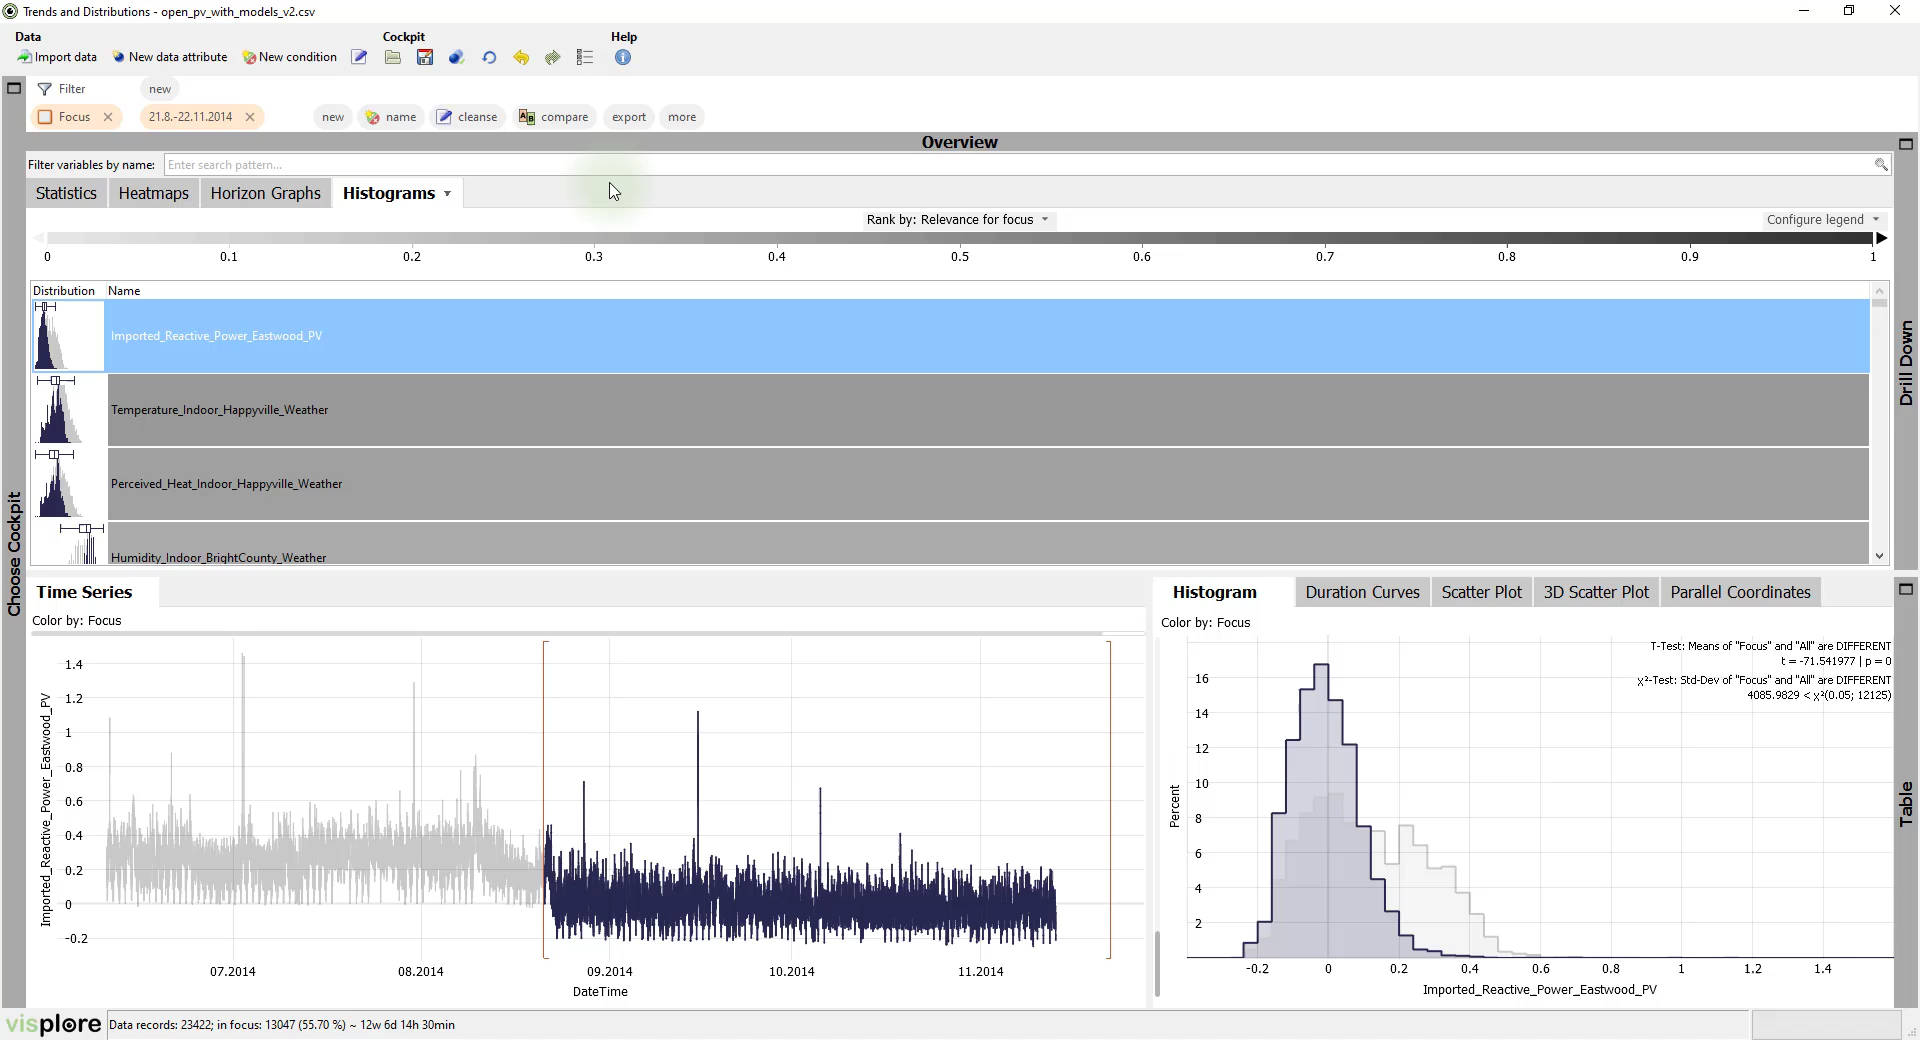 Trends and Distributions - open_pv_with_models_v2.csv
Data
Cockpit
Help
Import data
New data attribute
New condition
Filter
new
Focus
21.8.-22.11.2014
new
name
cleanse
compare
export
more
Overview
Filter variables by name:
Enter search pattern...
Statistics
Heatmaps
Horizon Graphs
Histograms
Rank by: Relevance for focus
Configure legend
0 0.1 0.2 0.3 0.4 0.5 0.6 0.7 0.8 0.9 1
Distribution
Name
Imported_Reactive_Power_Eastwood_PV
Temperature_Indoor_Happyville_Weather
Perceived_Heat_Indoor_Happyville_Weather
Humidity_Indoor_BrightCounty_Weather
Choose Cockpit
Drill Down
Time Series
Color by: Focus
Imported_Reactive_Power_Eastwood_PV
1.4
1.2
1
0.8
0.6
0.4
0.2
0
-0.2
07.2014 08.2014 09.2014 10.2014 11.2014
DateTime
Histogram
Duration Curves
Scatter Plot
3D Scatter Plot
Parallel Coordinates
Color by: Focus
T-Test: Means of "Focus" and "All" are DIFFERENT
t = -71.541977 | p = 0
χ²-Test: Std-Dev of "Focus" and "All" are DIFFERENT
4085.9829 < χ²(0.05; 12125)
Percent
16
14
12
10
8
6
4
2
-0.2 0 0.2 0.4 0.6 0.8 1 1.2 1.4
Imported_Reactive_Power_Eastwood_PV
Table
visplore
Data records: 23422; in focus: 13047 (55.70 %) ~ 12w 6d 14h 30min